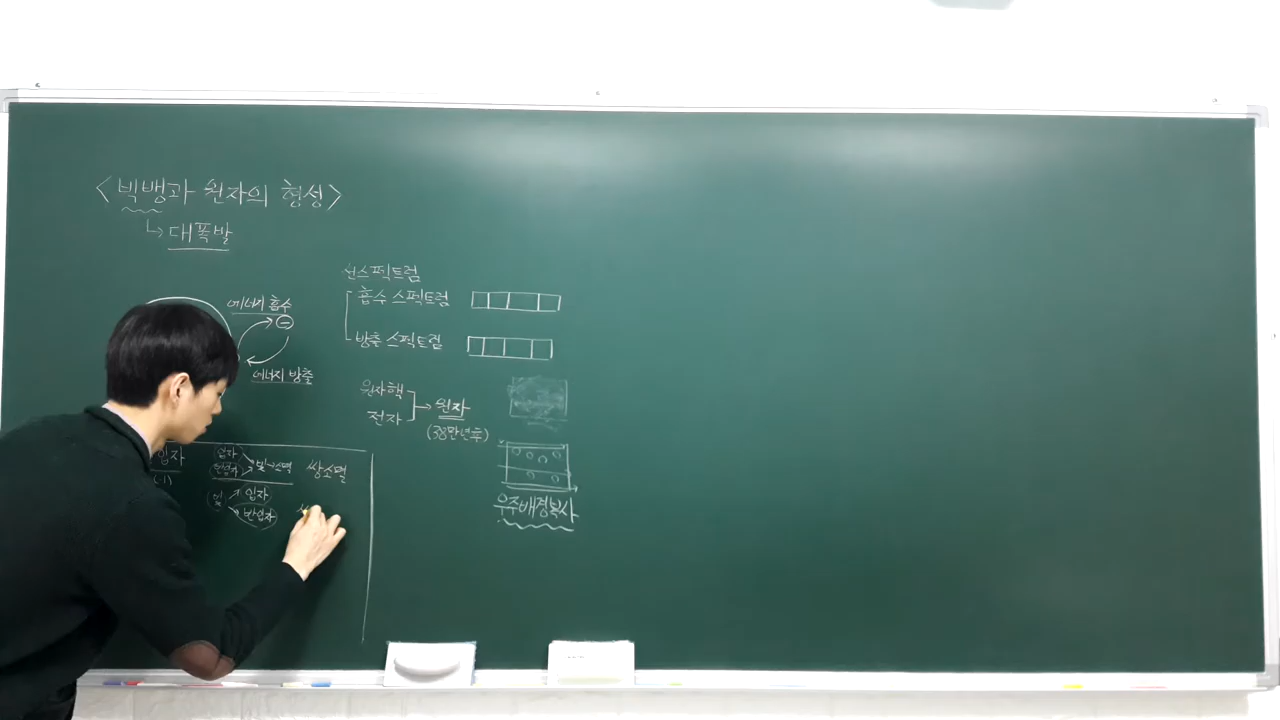 <빅뱅과 원자의 형성>
대폭발
에너지 흡수
에너지 방출
선스펙트럼
흡수 스펙트럼
방출 스펙트럼
원자핵
전자
원자
(38만년후)
우주배경복사
입자
입자
반입자
쌍소멸
빛
입자
반입자